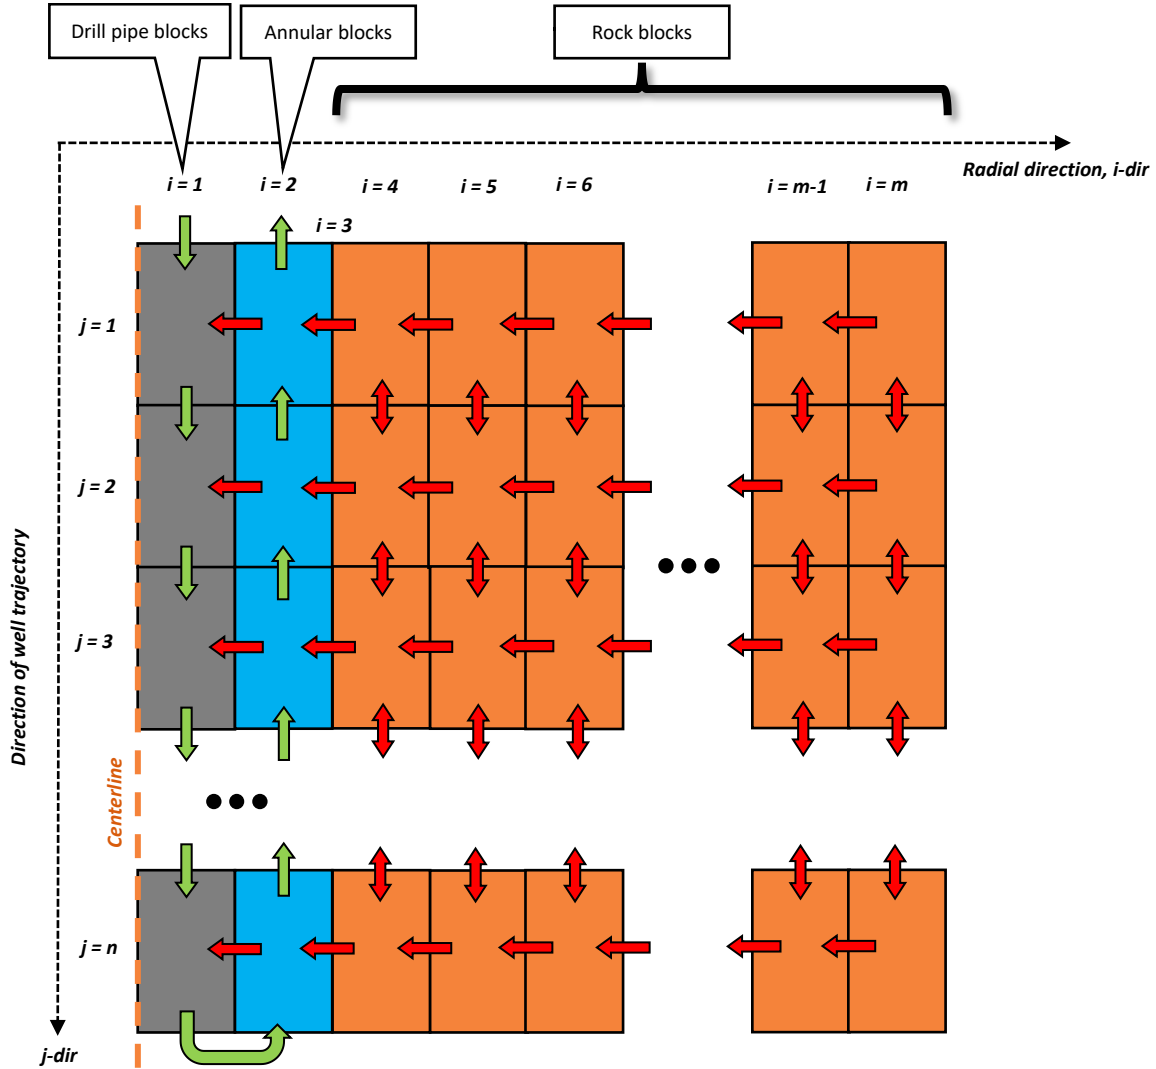 Drill pipe blocks
Annular blocks
Rock blocks
Radial direction, i-dir
i = 1
i = 2
i = 4
i = 5
i = 6
i = m-1
i = m
i = 3
j = 1
j = 2
j = 3
j = n
Direction of well trajectory
Centerline
j-dir